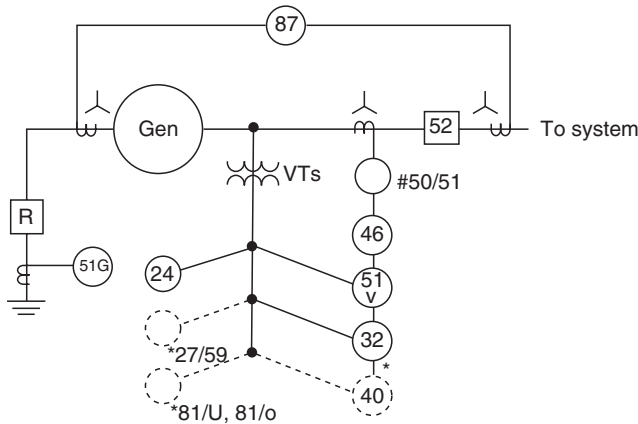 87
Gen
52
To system
VTs
#50/51
R
46
51G
24
51
v
32
*27/59
*
40
*81/U, 81/o